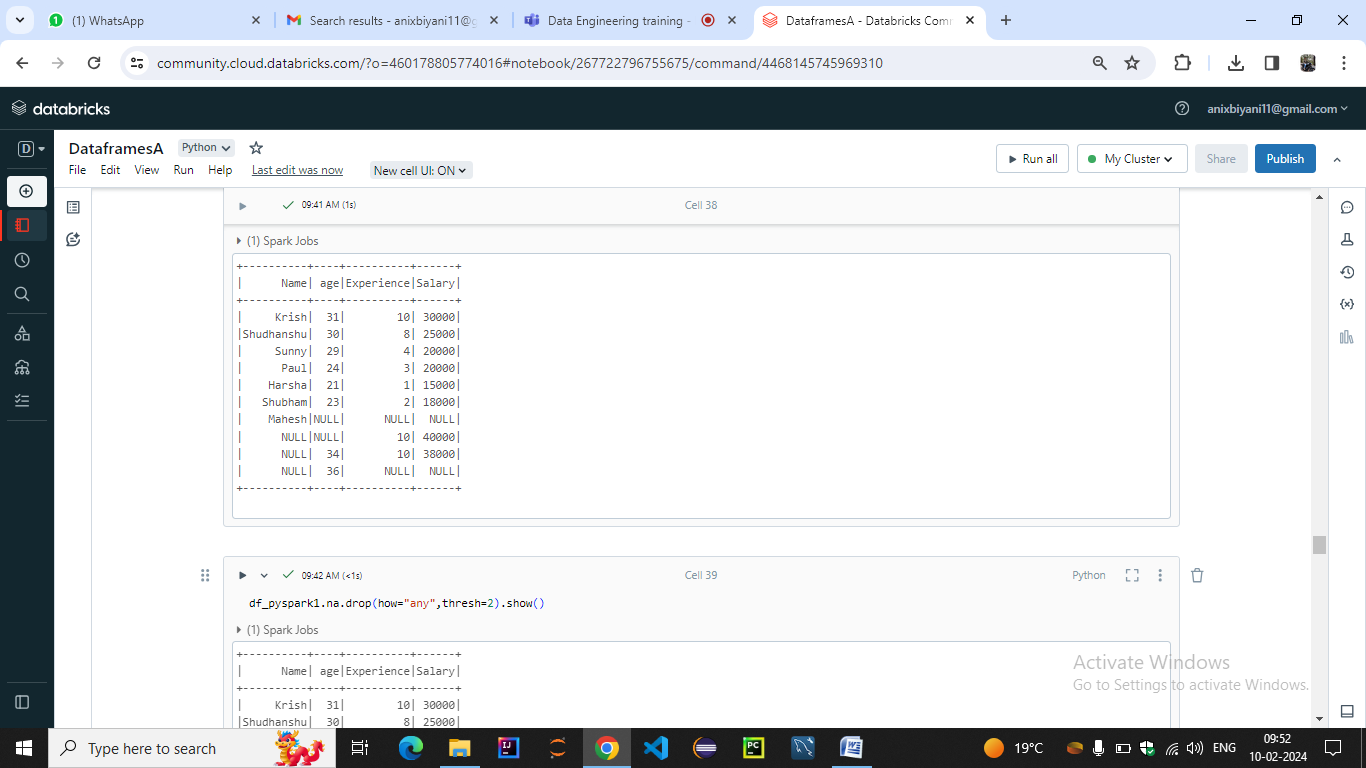 (1) WhatsApp
Search results - anixbiyani11@g
Data Engineering training -
DataframesA - Databricks Com
community.cloud.databricks.com/?o=460178805774016#notebook/267722796755675/command/4468145745969310
databricks
anixbiyani11@gmail.com
D
DataframesA
Python
File Edit View Run Help Last edit was now New cell UI: ON
Run all
My Cluster
Share
Publish
09:41 AM (1s)
Cell 38
(1) Spark Jobs
+----------+----+----------+------+
|      Name| age|Experience|Salary|
+----------+----+----------+------+
|     Krish|  31|        10| 30000|
|Shudhanshu|  30|         8| 25000|
|     Sunny|  29|         4| 20000|
|      Paul|  24|         3| 20000|
|    Harsha|  21|         1| 15000|
|   Shubham|  23|         2| 18000|
|    Mahesh|NULL|      NULL|  NULL|
|      NULL|NULL|        10| 40000|
|      NULL|  34|        10| 38000|
|      NULL|  36|      NULL|  NULL|
+----------+----+----------+------+
09:42 AM (<1s)
Cell 39
Python
df_pyspark1.na.drop(how="any",thresh=2).show()
(1) Spark Jobs
+----------+----+----------+------+
|      Name| age|Experience|Salary|
+----------+----+----------+------+
|     Krish|  31|        10| 30000|
|Shudhanshu|  30|         8| 25000|
Activate Windows
Go to Settings to activate Windows.
Type here to search
19°C
ENG
09:52
10-02-2024